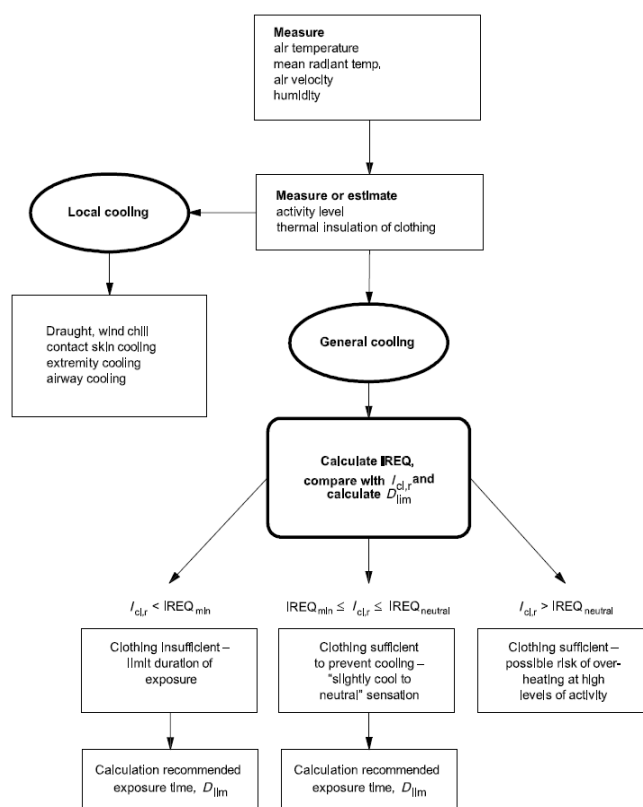 Measure
air temperature
mean radiant temp.
air velocity
humidity
Measure or estimate
activity level
thermal insulation of clothing
Local cooling
Draught, wind chill
contact skin cooling
extremity cooling
airway cooling
General cooling
Calculate IREQ,
compare with Icl,r and
calculate Dlim
Icl,r < IREQmin
IREQmin ≤ Icl,r ≤ IREQneutral
Icl,r > IREQneutral
Clothing insufficient –
limit duration of
exposure
Clothing sufficient
to prevent cooling –
"slightly cool to
neutral" sensation
Clothing sufficient –
possible risk of over-
heating at high
levels of activity
Calculation recommended
exposure time, Dlim
Calculation recommended
exposure time, Dlim